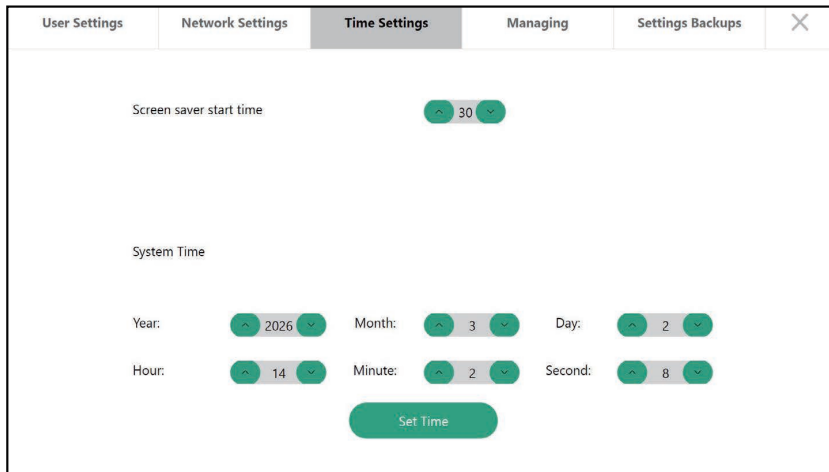 User Settings Network Settings Time Settings Managing Settings Backups
Screen saver start time 30
System Time
Year: 2026 Month: 3 Day: 2
Hour: 14 Minute: 2 Second: 8
Set Time